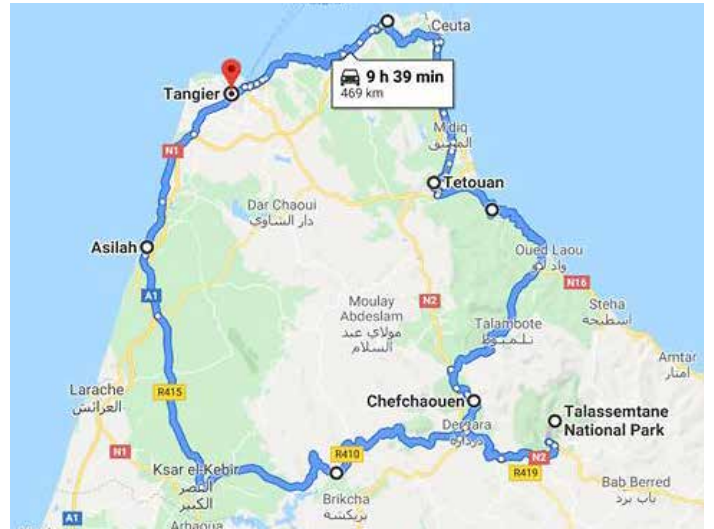 Ceuta
9 h 39 min
469 km
Tangier
M'diq
المضيق
N1
Tetouan
Dar Chaoui
دار الشاوي
Asilah
Oued Laou
واد لاو
A1
N2
N16
Moulay
Abdeslam
مولاي عبد
السلام
Steha
اسطيحة
Talambote
تلمبوط
Amtar
امتار
Larache
العرائش
R415
Chefchaouen
Talassemtane
National Park
Derdara
دردارة
N1
Ksar el-Kebir
القصر
الكبير
R410
N2
R419
Bab Berred
باب برد
Brikcha
بريكشة
A1
Arbaoua